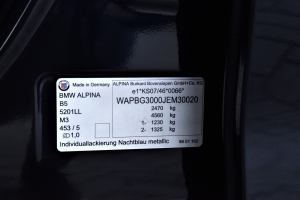 Made in Germany
ALPINA Burkard Bovensiepen GmbH+Co. KG
e1*KS07/46*0066*
BMW ALPINA
WAPBG3000JEM30020
B5
2470 kg
5201LL
4560 kg
M3
1- 1230 kg
453 / 5
2- 1325 kg
1,0
Individuallackierung Nachtblau metallic